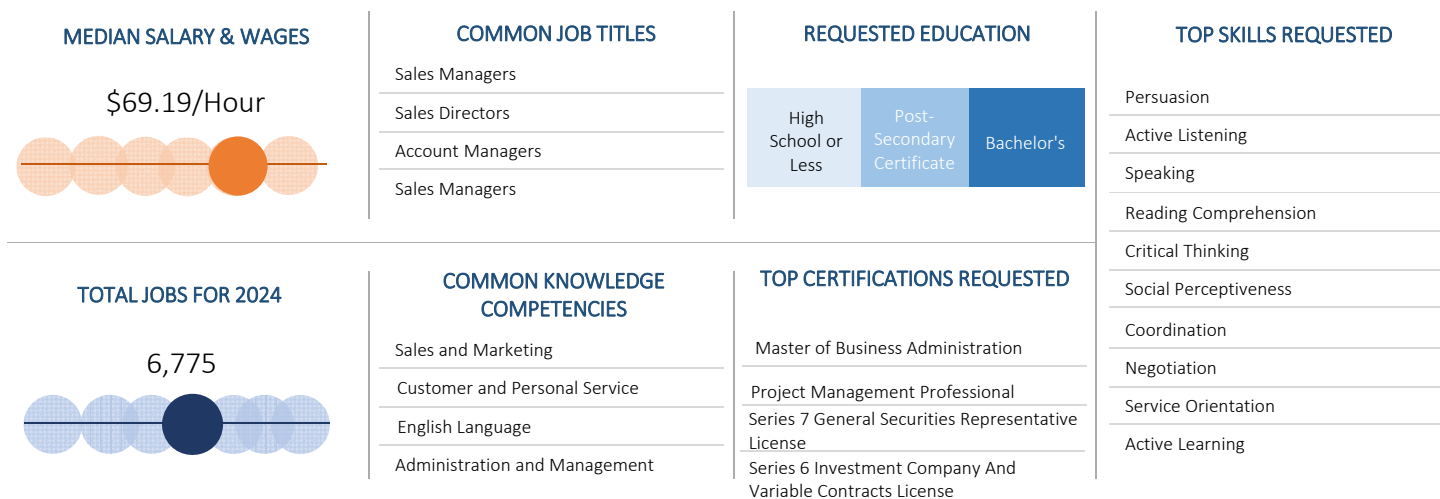 MEDIAN SALARY & WAGES
$69.19/Hour
COMMON JOB TITLES
Sales Managers
Sales Directors
Account Managers
Sales Managers
REQUESTED EDUCATION
High
School or
Less
Post-
Secondary
Certificate
Bachelor's
TOTAL JOBS FOR 2024
6,775
COMMON KNOWLEDGE
COMPETENCIES
Sales and Marketing
Customer and Personal Service
English Language
Administration and Management
TOP CERTIFICATIONS REQUESTED
Master of Business Administration
Project Management Professional
Series 7 General Securities Representative
License
Series 6 Investment Company And
Variable Contracts License
TOP SKILLS REQUESTED
Persuasion
Active Listening
Speaking
Reading Comprehension
Critical Thinking
Social Perceptiveness
Coordination
Negotiation
Service Orientation
Active Learning